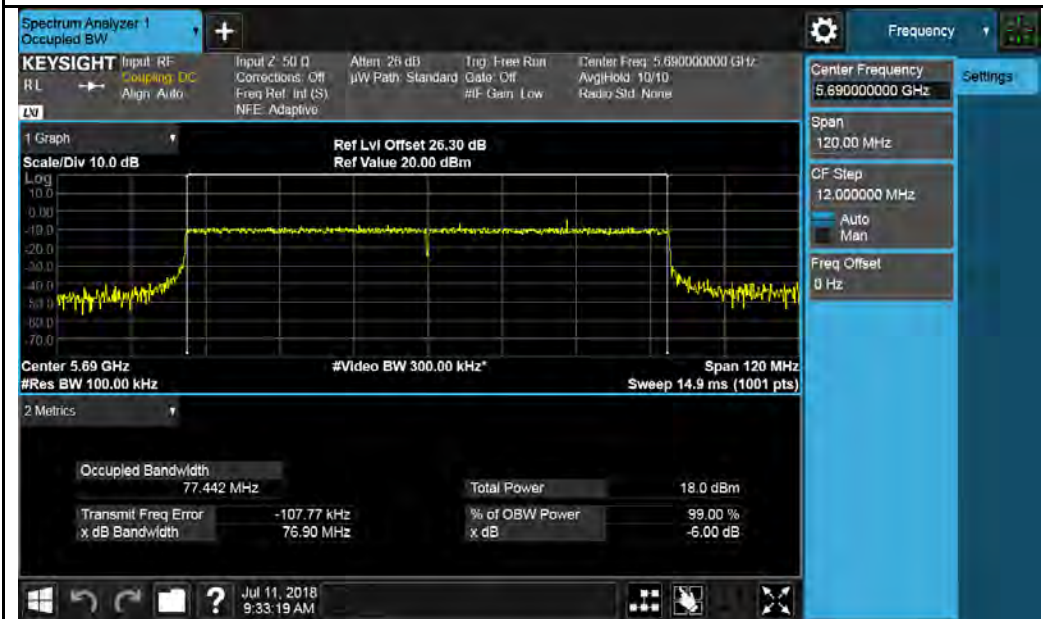 Spectrum Analyzer 1
Occupied BW
Frequency
KEYSIGHT
RL
LXI
Input: RF
Coupling: DC
Align: Auto
Input Z: 50 Ω
Corrections: Off
Freq Ref: Int (S)
NFE: Adaptive
Atten: 26 dB
µW Path: Standard
Trig: Free Run
Gate: Off
#IF Gain: Low
Center Freq: 5.690000000 GHz
Avg|Hold: 10/10
Radio Std: None
Center Frequency
5.690000000 GHz
Settings
Span
120.00 MHz
CF Step
12.000000 MHz
Auto
Man
Freq Offset
0 Hz
1 Graph
Scale/Div 10.0 dB
Ref Lvl Offset 26.30 dB
Ref Value 20.00 dBm
Log
10.0
0.00
-10.0
-20.0
-30.0
-40.0
-50.0
-60.0
-70.0
Center 5.69 GHz
#Video BW 300.00 kHz*
Span 120 MHz
#Res BW 100.00 kHz
Sweep 14.9 ms (1001 pts)
2 Metrics
Occupied Bandwidth
77.442 MHz
Total Power
18.0 dBm
Transmit Freq Error
-107.77 kHz
% of OBW Power
99.00 %
x dB Bandwidth
76.90 MHz
x dB
-6.00 dB
?
Jul 11, 2018
9:33:19 AM